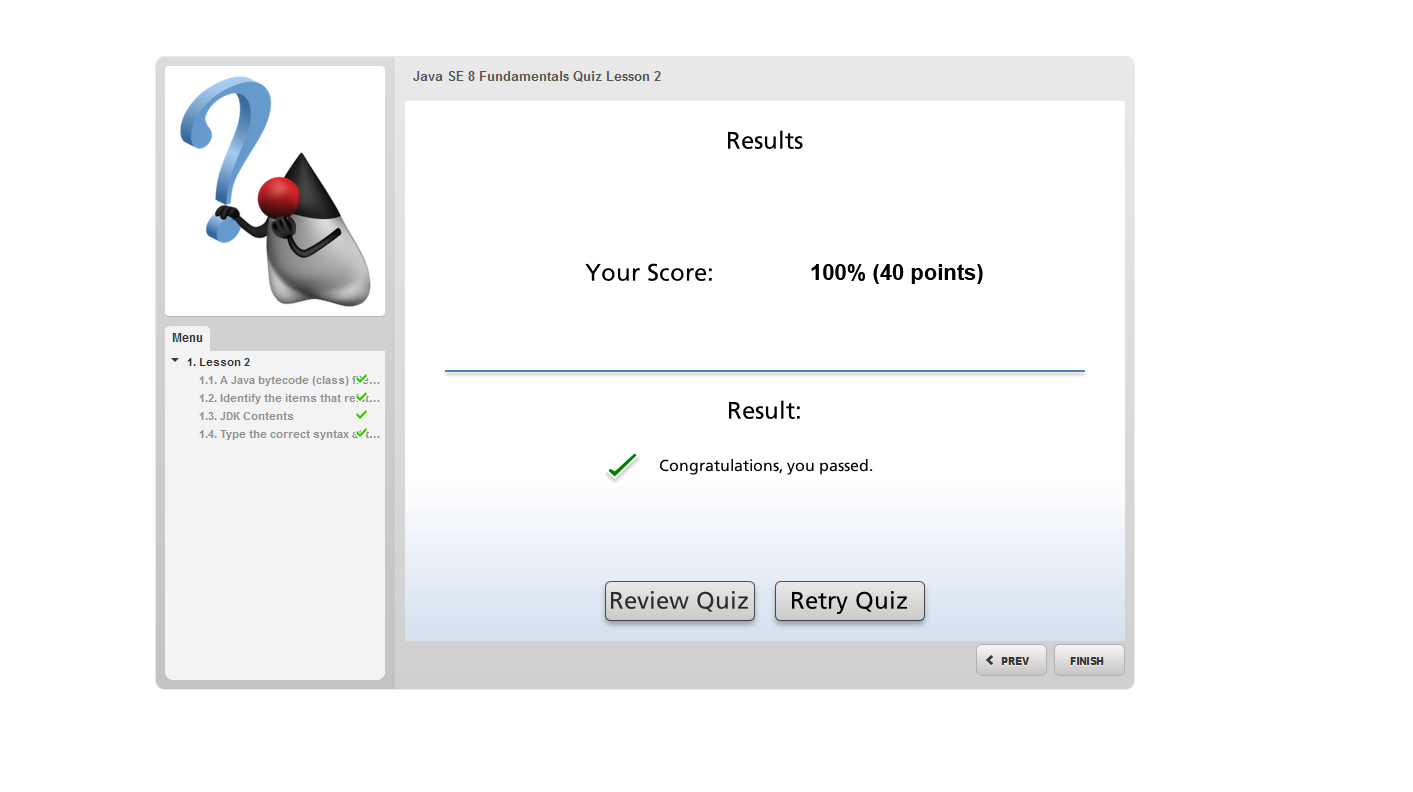 Java SE 8 Fundamentals Quiz Lesson 2
Menu
1. Lesson 2
1.1. A Java bytecode (class) file...
1.2. Identify the items that
1.3. JDK Contents
1.4. Type the correct syntax
Results
Your Score: 100% (40 points)
Result:
Congratulations, you passed.
Review Quiz Retry Quiz
PREV FINISH